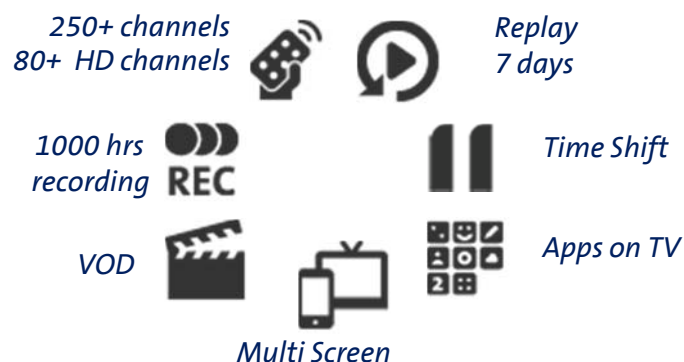 250+ channels
80+ HD channels
Replay
7 days
1000 hrs
recording
REC
Time Shift
VOD
2
Apps on TV
Multi Screen